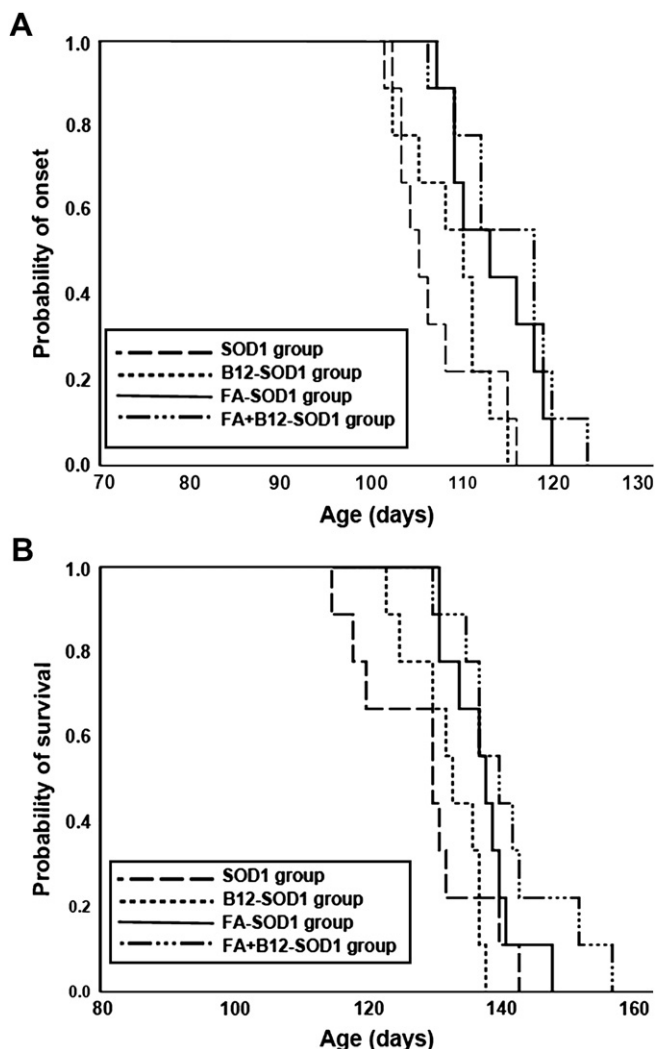 A
1.0
0.8
0.6
0.4
0.2
0.0
Probability of onset
SOD1 group
B12-SOD1 group
FA-SOD1 group
FA+B12-SOD1 group
70 80 90 100 110 120 130
Age (days)
B
1.0
0.8
0.6
0.4
0.2
0.0
Probability of survival
SOD1 group
B12-SOD1 group
FA-SOD1 group
FA+B12-SOD1 group
80 120 140 160
Age (days)